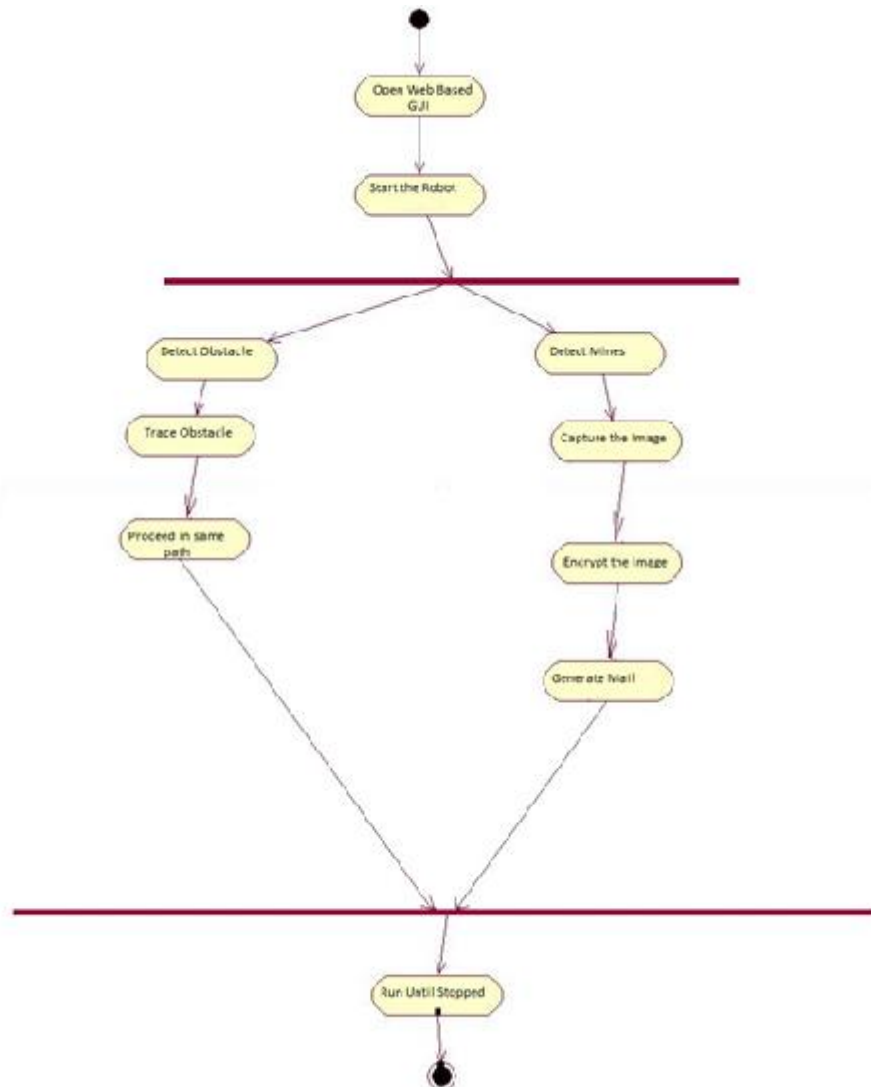 Open Web Based
GUI
Start the Robot
Detect Obstacle
Detect Mines
Trace Obstacle
Capture the Image
Proceed in same
path
Encrypt the Image
Generate Mail
Run Until Stopped